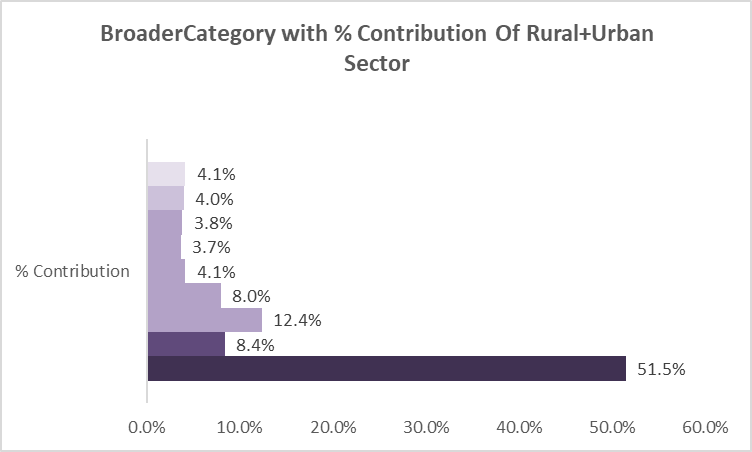 BroaderCategory with % Contribution Of Rural+Urban
Sector
4.1%
4.0%
3.8%
3.7%
% Contribution
4.1%
8.0%
12.4%
8.4%
51.5%
0.0% 10.0% 20.0% 30.0% 40.0% 50.0% 60.0%